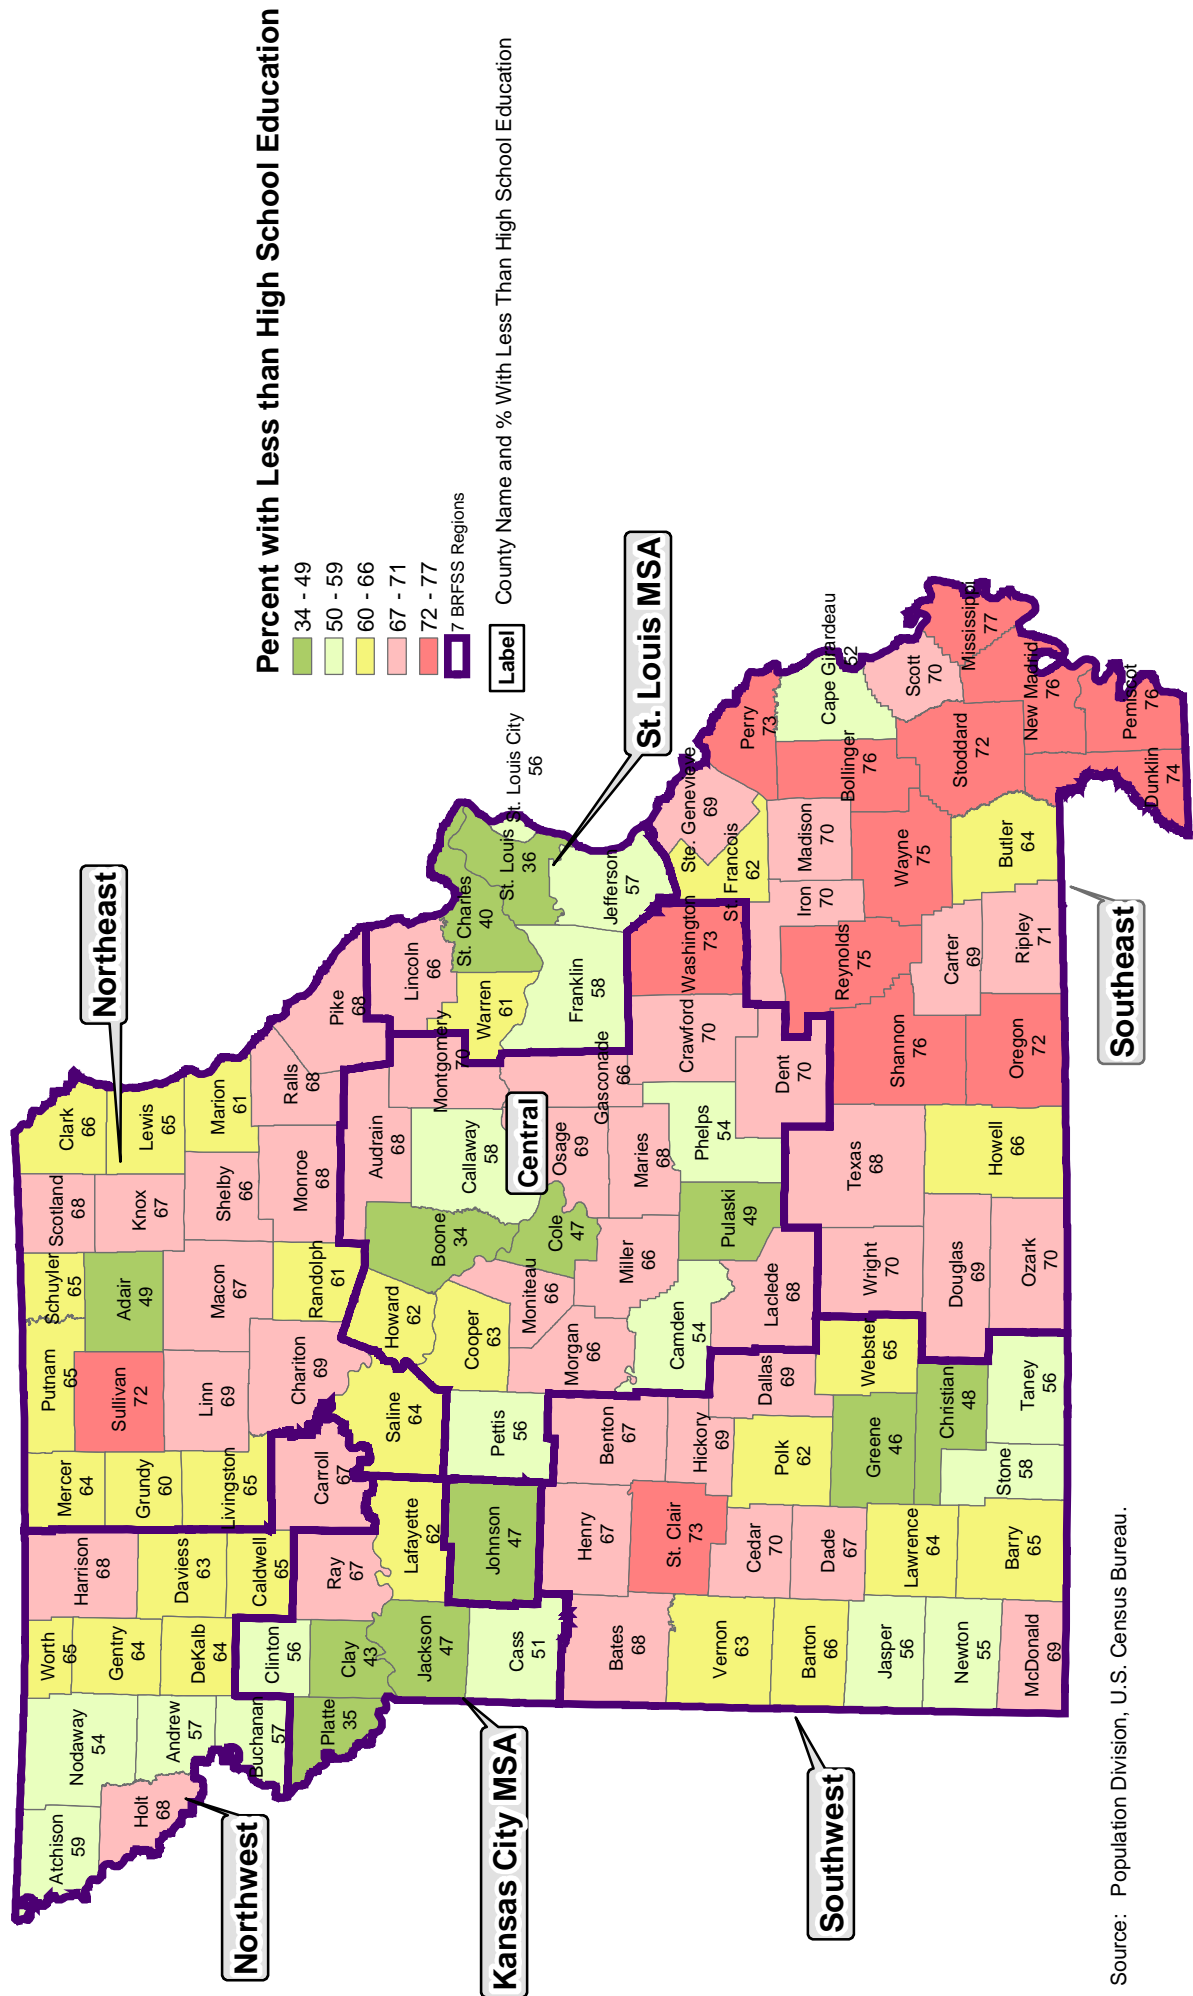 Percent with Less than High School Education
34 - 49
50 - 59
60 - 66
67 - 71
72 - 77
7 BRFSS Regions
Label
County Name and % With Less Than High School Education
Northwest
Northeast
Kansas City MSA
Central
St. Louis MSA
Southwest
Southeast
Atchison
59
Nodaway
54
Worth
65
Harrison
68
Mercer
64
Putnam
65
Schuyler
65
Scotland
68
Clark
66
Holt
68
Andrew
57
Gentry
64
Daviess
63
Grundy
60
Sullivan
72
Adair
49
Knox
67
Lewis
65
Buchanan
57
DeKalb
64
Caldwell
65
Livingston
65
Linn
69
Macon
67
Shelby
66
Marion
61
Platte
35
Clinton
56
Clay
43
Ray
67
Carroll
67
Chariton
69
Randolph
61
Monroe
68
Ralls
68
Pike
68
Jackson
47
Lafayette
62
Saline
64
Howard
62
Boone
34
Audrain
68
Montgomery
70
Lincoln
66
Cass
51
Johnson
47
Pettis
56
Cooper
63
Moniteau
66
Cole
47
Callaway
58
Osage
69
Gasconade
66
Warren
61
St. Charles
40
St. Louis
36
St. Louis City
56
Franklin
58
Jefferson
57
Bates
68
Henry
67
Benton
67
Morgan
66
Miller
66
Maries
68
Crawford
70
Washington
73
St. Francois
62
Ste. Genevieve
69
Perry
73
Vernon
63
St. Clair
73
Hickory
69
Camden
54
Pulaski
49
Phelps
54
Dent
70
Iron
70
Madison
70
Bollinger
76
Cape Girardeau
52
Barton
66
Cedar
70
Polk
62
Dallas
69
Laclede
68
Texas
68
Shannon
76
Reynolds
75
Wayne
75
Stoddard
72
Scott
70
Mississippi
77
Jasper
56
Dade
67
Greene
46
Webster
65
Wright
70
Carter
69
Butler
64
New Madrid
76
Newton
55
Lawrence
64
Christian
48
Douglas
69
Howell
66
Oregon
72
Ripley
71
Dunklin
74
Pemiscot
76
McDonald
69
Barry
65
Stone
58
Taney
56
Ozark
70
Source: Population Division, U.S. Census Bureau.